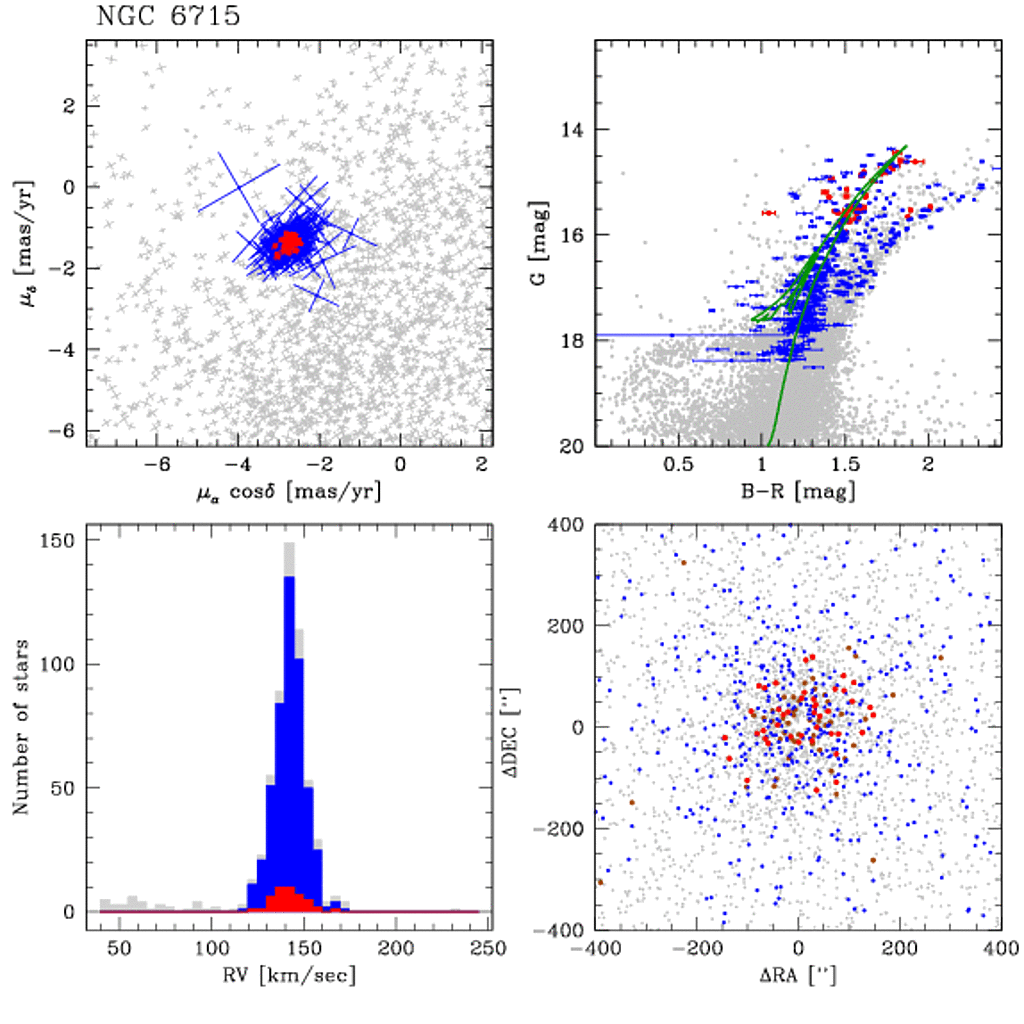 NGC 6715
2
0
−2
−4
−6
−6 −4 −2 0 2
μδ [mas/yr]
μα cosδ [mas/yr]
14
16
18
20
0.5 1 1.5 2
G [mag]
B−R [mag]
150
100
50
0
50 100 150 200 250
Number of stars
RV [km/sec]
400
200
0
−200
−400
−400 −200 0 200 400
ΔDEC ["]
ΔRA ["]